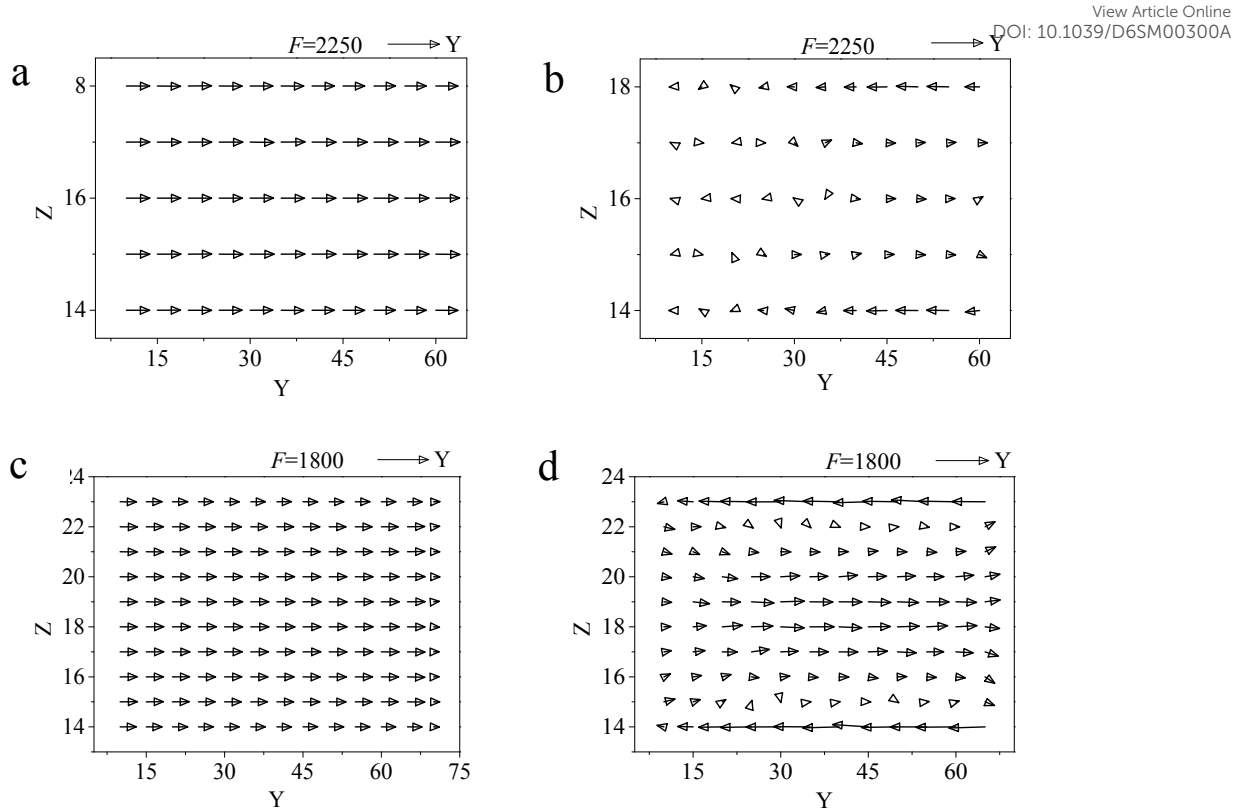 View Article Online
DOI: 10.1039/D6SM00300A
a
F=2250 Y
8
16
14
Z
15 30 45 60
Y
b
F=2250 Y
18
16
14
Z
15 30 45 60
Y
c
F=1800 Y
24
22
20
18
16
14
Z
15 30 45 60 75
Y
d
F=1800 Y
24
22
20
18
16
14
Z
15 30 45 60
Y